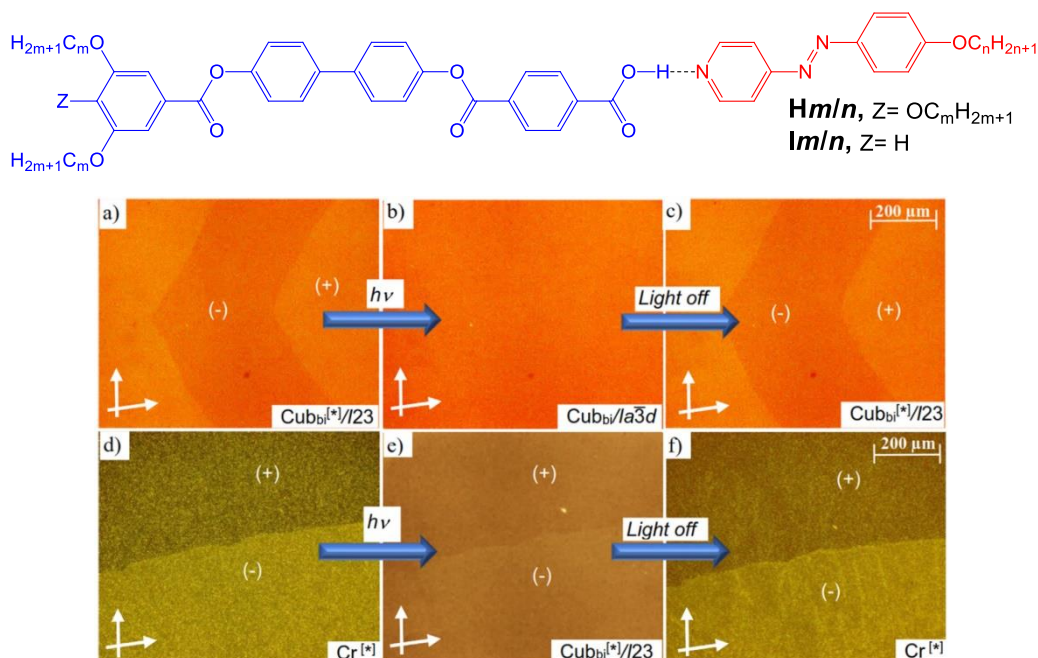 H2m+1CmO
Z
H2m+1CmO
O
O
O
O
O
H
O
N
N
N
OCnH2n+1
Hm/n, Z= OCmH2m+1
Im/n, Z= H
a)
(-)
(+)
hν
Cubbi[*]/I23
b)
Light off
Cubbi/Ia3̅d
c)
200 µm
(-)
(+)
Cubbi[*]/I23
d)
(+)
hν
(-)
Cr[*]
e)
(+)
Light off
(-)
Cubbi[*]/I23
f)
200 µm
(+)
(-)
Cr[*]